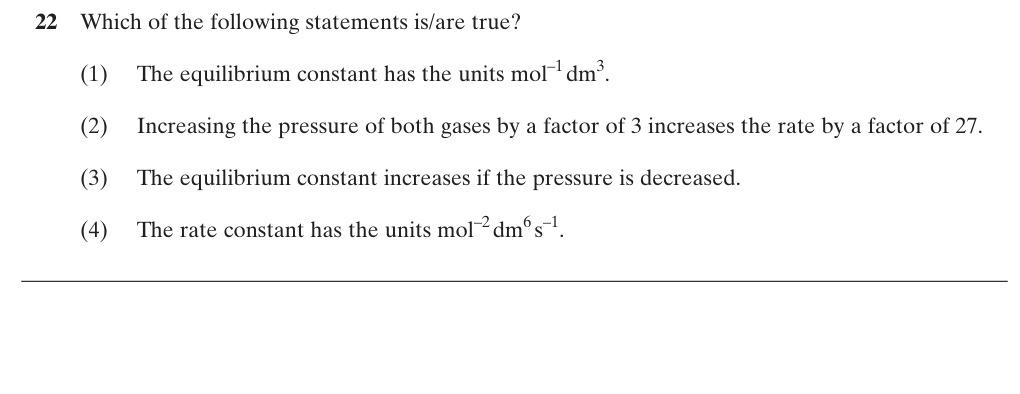 22 Which of the following statements is/are true?
(1) The equilibrium constant has the units mol⁻¹ dm³.
(2) Increasing the pressure of both gases by a factor of 3 increases the rate by a factor of 27.
(3) The equilibrium constant increases if the pressure is decreased.
(4) The rate constant has the units mol⁻² dm⁶ s⁻¹.